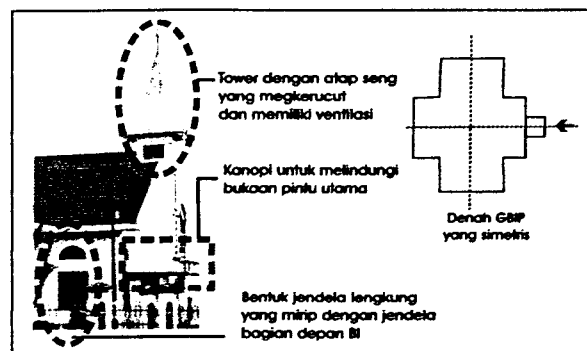 Tower dengan atap seng
yang megkerucut
dan memiliki ventilasi
Kanopi untuk melindungi
bukaan pintu utama
Denah GBIP
yang simetris
Bentuk jendela lengkung
yang mirip dengan jendela
bagian depan BI